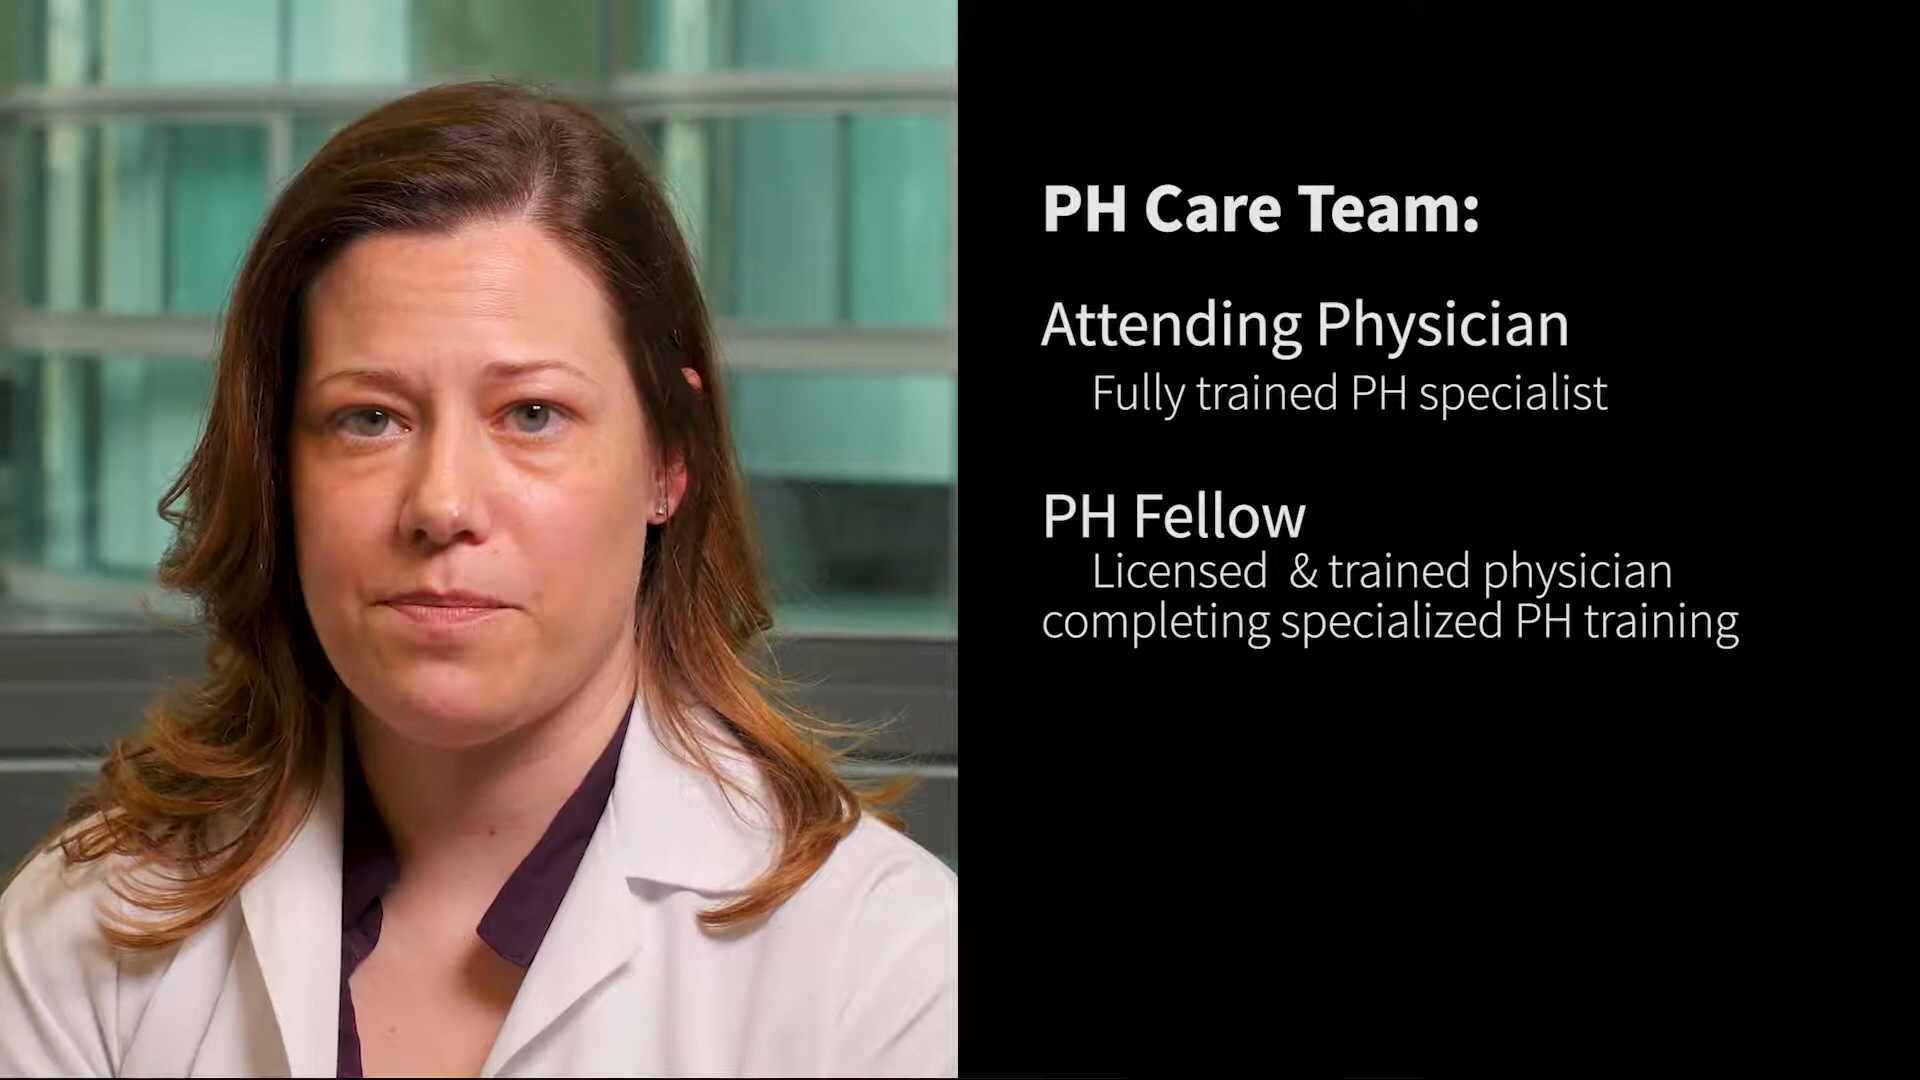 PH Care Team:
Attending Physician
Fully trained PH specialist
PH Fellow
Licensed & trained physician
completing specialized PH training